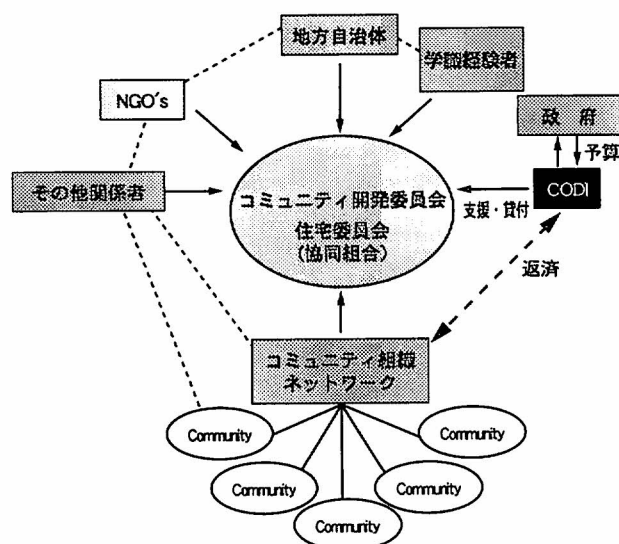 地方自治体
学識経験者
NGO's
政 府
予算
その他関係者
コミュニティ開発委員会
住宅委員会
(協同組合)
支援・貸付
CODI
返済
コミュニティ組織
ネットワーク
Community
Community
Community
Community
Community